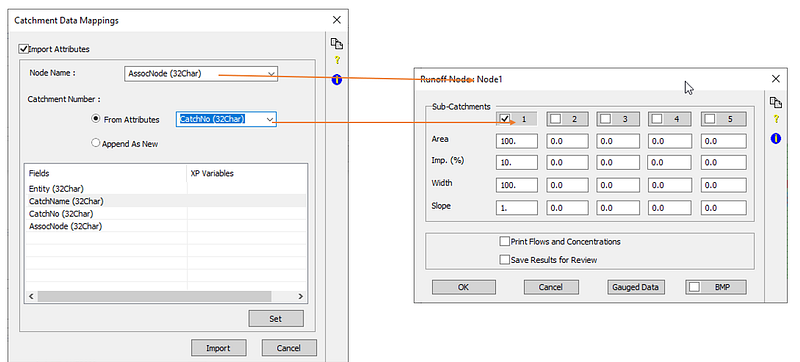 Catchment Data Mappings
Import Attributes
Node Name :
AssocNode (32Char)
Catchment Number :
From Attributes
CatchNo (32Char)
Append As New
Fields XP Variables
Entity (32Char)
CatchName (32Char)
CatchNo (32Char)
AssocNode (32Char)
Set
Import Cancel
Runoff Node: Node1
Sub-Catchments
1 2 3 4 5
Area 100. 0.0 0.0 0.0 0.0
Imp. (%) 10. 0.0 0.0 0.0 0.0
Width 100. 0.0 0.0 0.0 0.0
Slope 1. 0.0 0.0 0.0 0.0
Print Flows and Concentrations
Save Results for Review
OK Cancel Gauged Data BMP